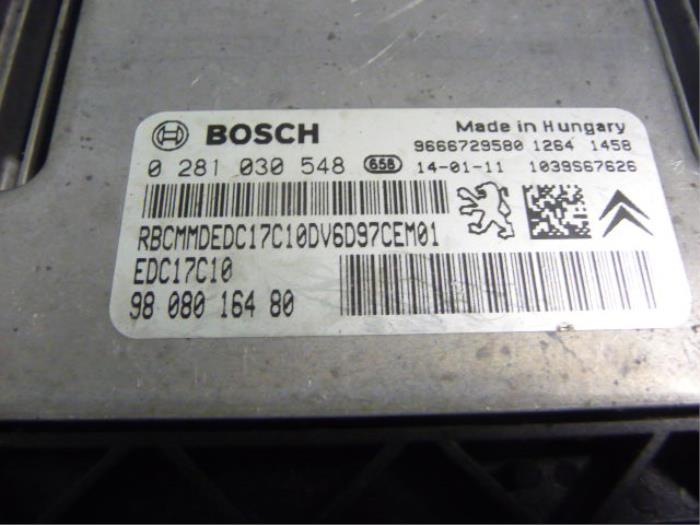 BOSCH
Made in Hungary
9666729580 1264 1458
0 281 030 548 658 14-01-11 1039S67626
RBCMMDEDC17C10DV6D97CEM01
EDC17C10
98 080 164 80